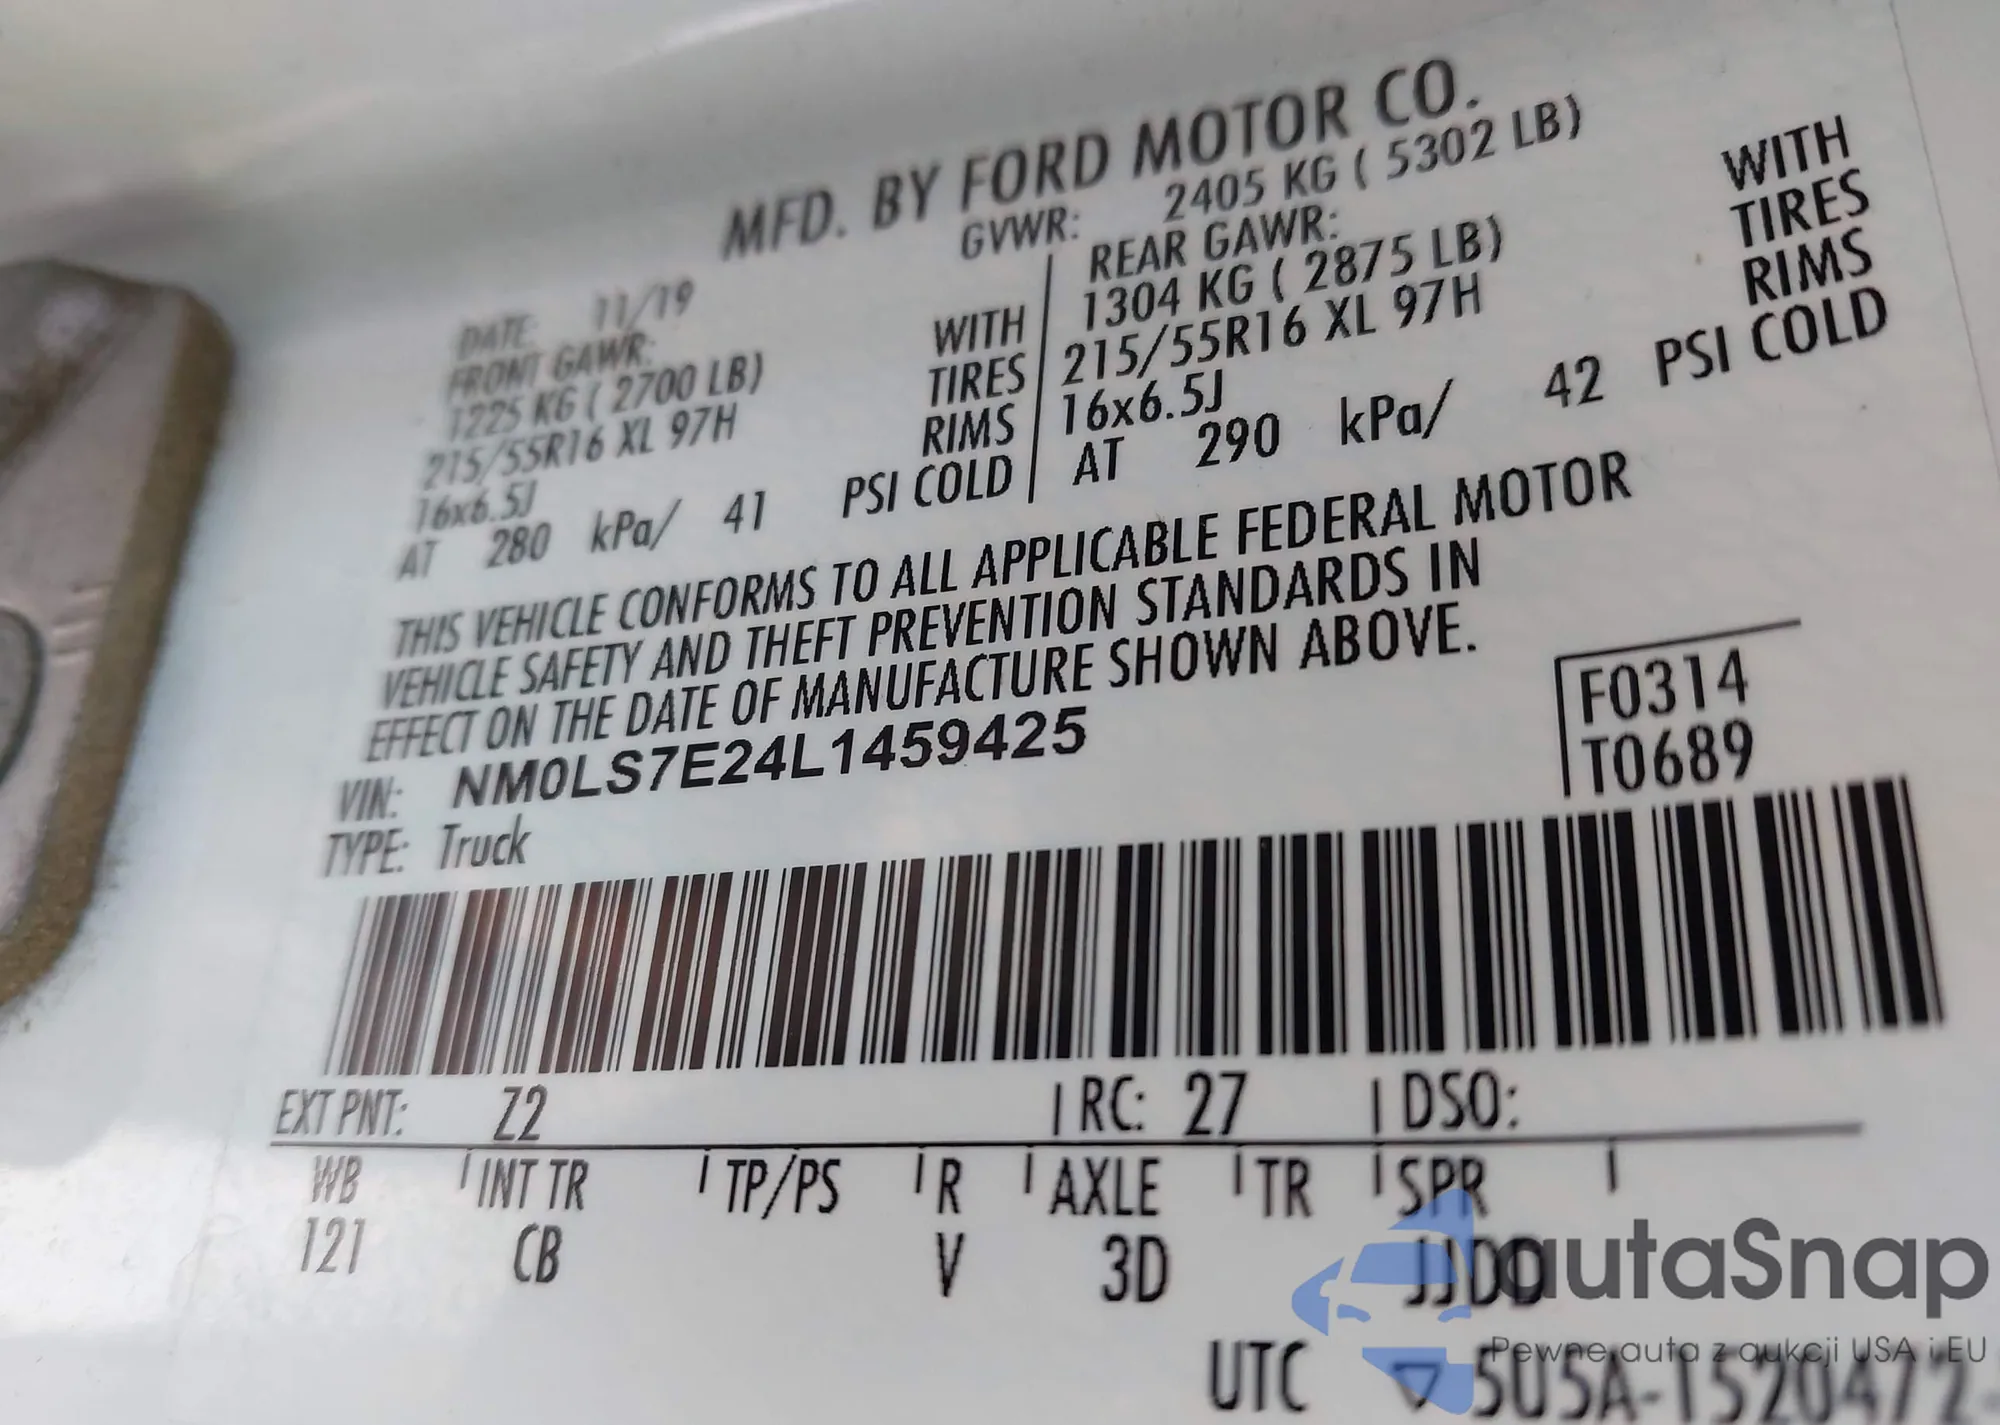 MFD. BY FORD MOTOR CO.
DATE: 11/19 GVWR: 2405 KG ( 5302 LB)
FRONT GAWR: REAR GAWR:
1225 KG ( 2700 LB) WITH 1304 KG ( 2875 LB) WITH
215/55R16 XL 97H TIRES 215/55R16 XL 97H TIRES
16x6.5J RIMS 16x6.5J RIMS
AT 280 kPa/ 41 PSI COLD AT 290 kPa/ 42 PSI COLD
THIS VEHICLE CONFORMS TO ALL APPLICABLE FEDERAL MOTOR
VEHICLE SAFETY AND THEFT PREVENTION STANDARDS IN
EFFECT ON THE DATE OF MANUFACTURE SHOWN ABOVE.
VIN: NM0LS7E24L1459425 F0314
TYPE: Truck T0689
EXT PNT: Z2 RC: 27 DSO:
WB INT TR TP/PS R AXLE TR SPR
121 CB V 3D JJDD
autaSnap
Pewne auta z aukcji USA i EU
UTC ▽ 5U5A-1520472-